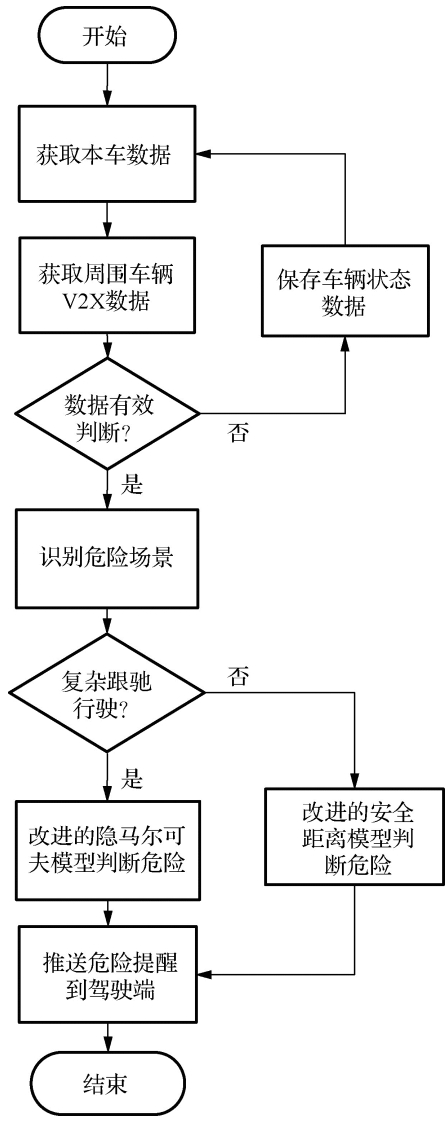 开始
获取本车数据
获取周围车辆
V2X数据
保存车辆状态
数据
数据有效
判断?
否
是
识别危险场景
复杂跟驰
行驶?
否
是
改进的隐马尔可
夫模型判断危险
改进的安全
距离模型判
断危险
推送危险提醒
到驾驶端
结束